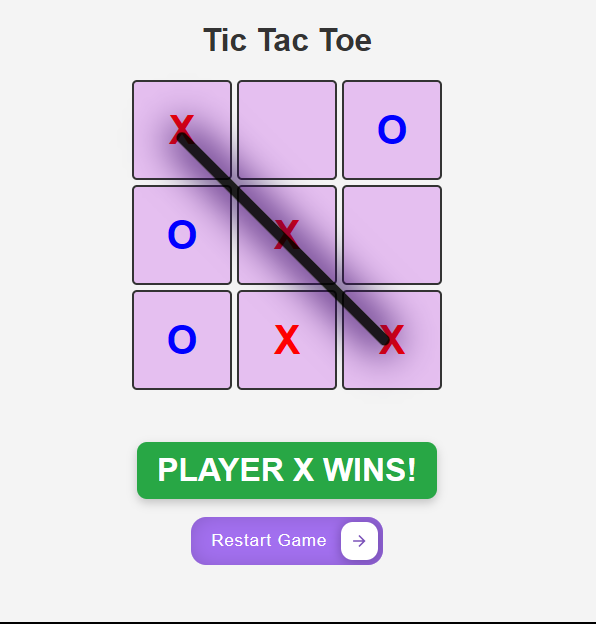 Tic Tac Toe
X O
O X
O X X
PLAYER X WINS!
Restart Game